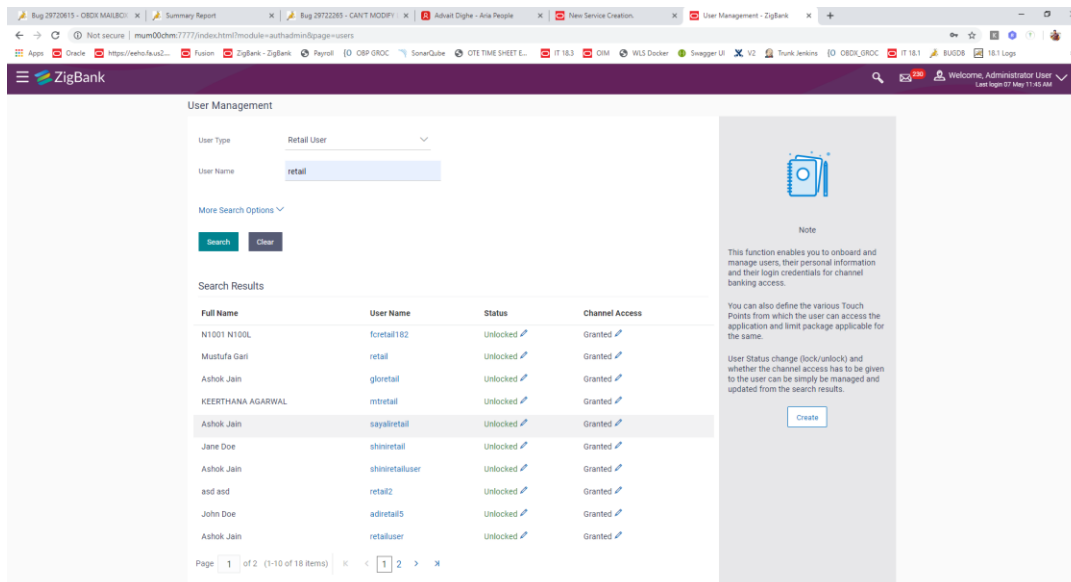 Bug 29720615 - OBDX MAILBOX
Summary Report
Bug 29722265 - CAN'T MODIFY
Advait Dighe - Aria People
New Service Creation.
User Management - ZigBank
Not secure | mum00chm:7777/index.html?module=authadmin&page=users
Apps Oracle https://eeho.fa.us2... Fusion ZigBank - ZigBank Payroll OBP GROC SonarQube OTE TIME SHEET E... IT 18.3 OIM WLS Docker Swagger UI V2 Trunk Jenkins OBDX_GROC IT 18.1 BUGDB 18.1 Logs
ZigBank
230
Welcome, Administrator User
Last login 07 May 11:45 AM
User Management
User Type Retail User
User Name retail
More Search Options
Search Clear
Search Results
Full Name User Name Status Channel Access
N1001 N100L fcretail182 Unlocked Granted
Mustufa Gari retail Unlocked Granted
Ashok Jain gloretail Unlocked Granted
KEERTHANA AGARWAL mtretail Unlocked Granted
Ashok Jain sayaliretail Unlocked Granted
Jane Doe shiniretail Unlocked Granted
Ashok Jain shiniretailuser Unlocked Granted
asd asd retail2 Unlocked Granted
John Doe adiretail5 Unlocked Granted
Ashok Jain retailuser Unlocked Granted
Page 1 of 2 (1-10 of 18 items) 1 2
Note
This function enables you to onboard and
manage users, their personal information
and their login credentials for channel
banking access.
You can also define the various Touch
Points from which the user can access the
application and limit package applicable for
the same.
User Status change (lock/unlock) and
whether the channel access has to be given
to the user can be simply be managed and
updated from the search results.
Create